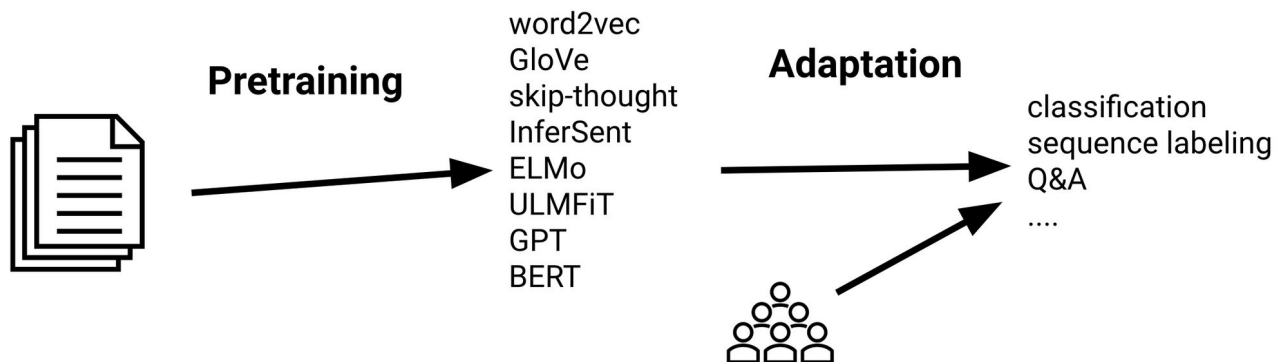 Pretraining
word2vec
GloVe
skip-thought
InferSent
ELMo
ULMFiT
GPT
BERT
Adaptation
classification
sequence labeling
Q&A
....